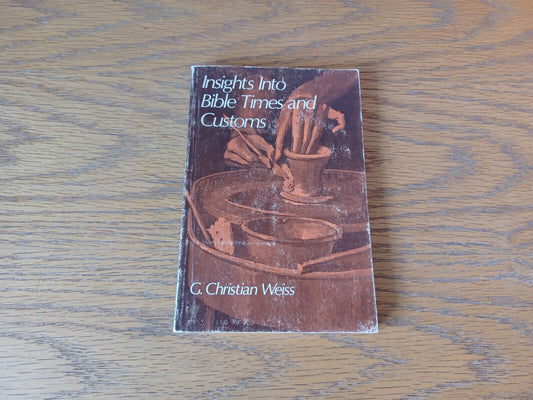 Insights Into
Bible Times and
Customs
G. Christian Weiss